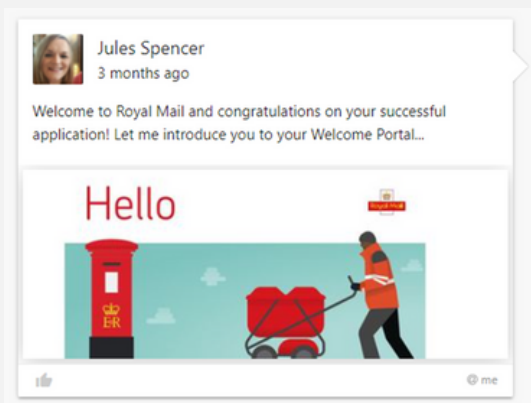 Jules Spencer
3 months ago
Welcome to Royal Mail and congratulations on your successful
application! Let me introduce you to your Welcome Portal...
Hello
Royal Mail
E R
@ me